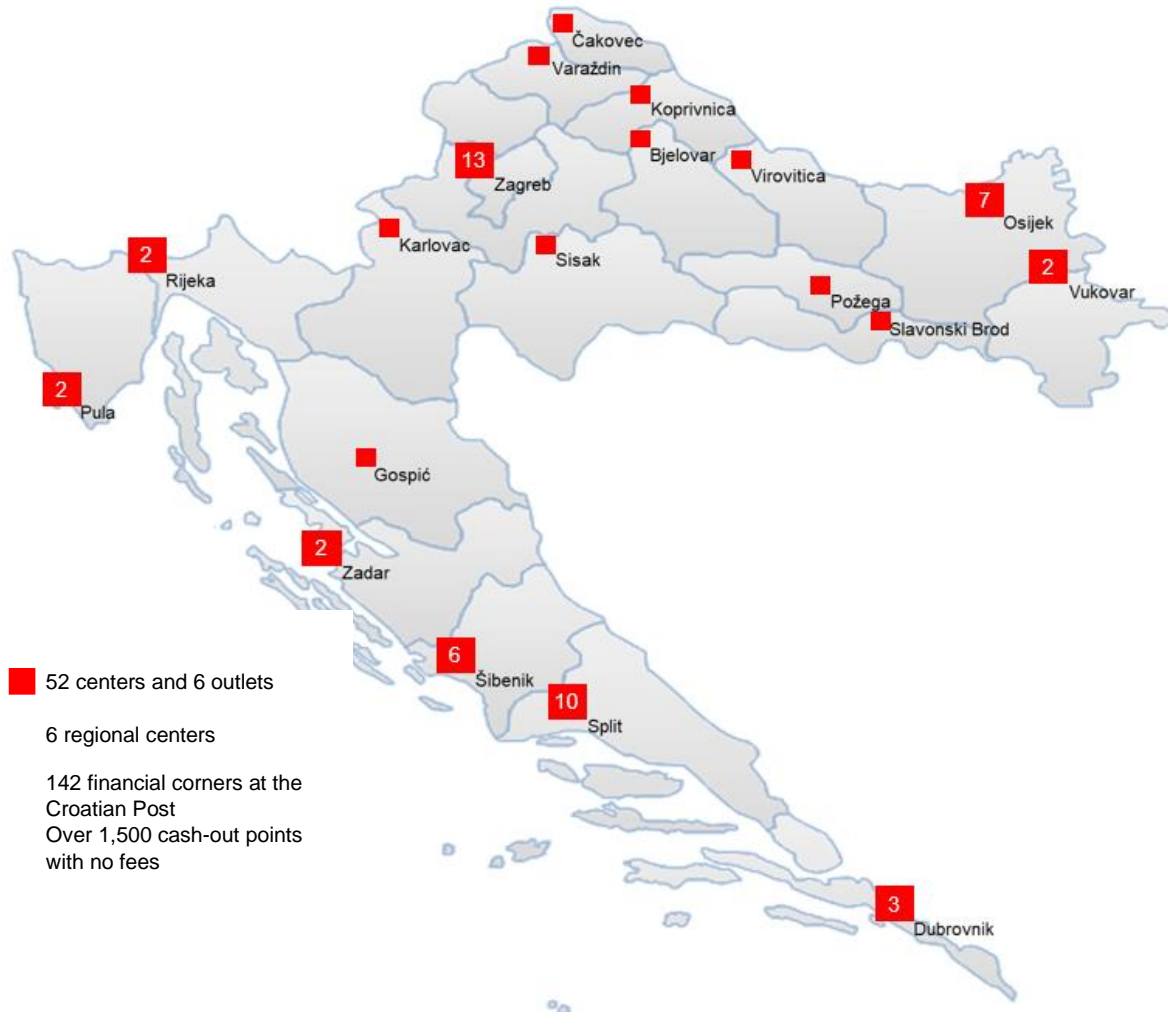 Čakovec
Varaždin
Koprivnica
Bjelovar
13
Zagreb
Virovitica
7
Osijek
Karlovac
Sisak
2
Rijeka
2
Vukovar
Požega
Slavonski Brod
2
Pula
Gospić
2
Zadar
6
Šibenik
10
Split
52 centers and 6 outlets
6 regional centers
142 financial corners at the
Croatian Post
Over 1,500 cash-out points
with no fees
3
Dubrovnik